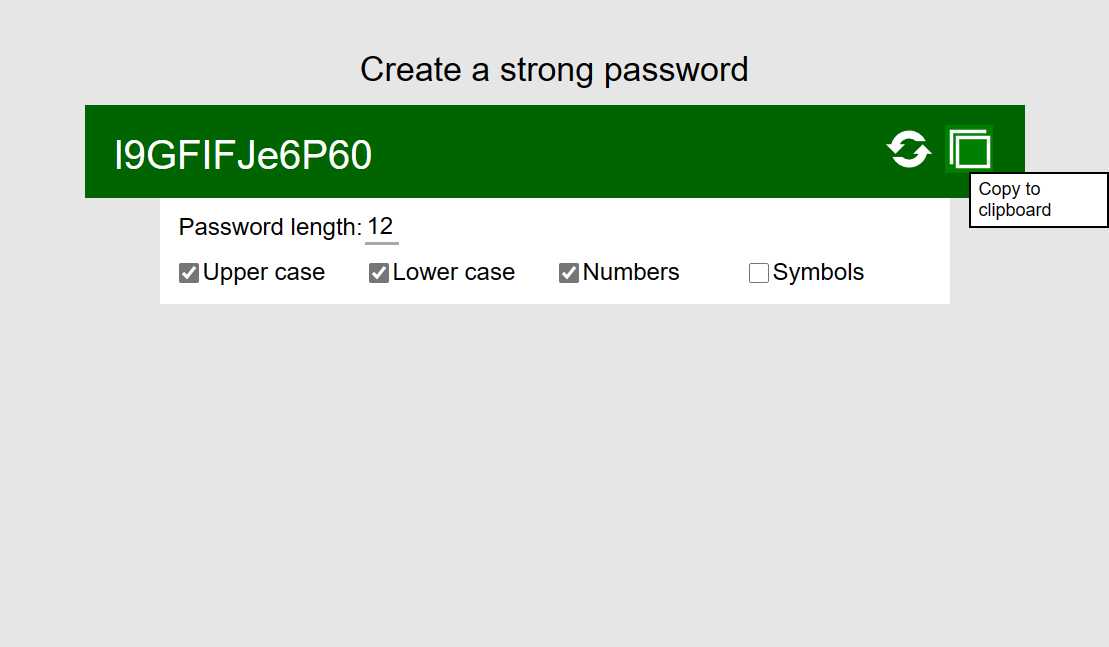 Create a strong password
l9GFIFJe6P60
Copy to
clipboard
Password length: 12
Upper case Lower case Numbers Symbols